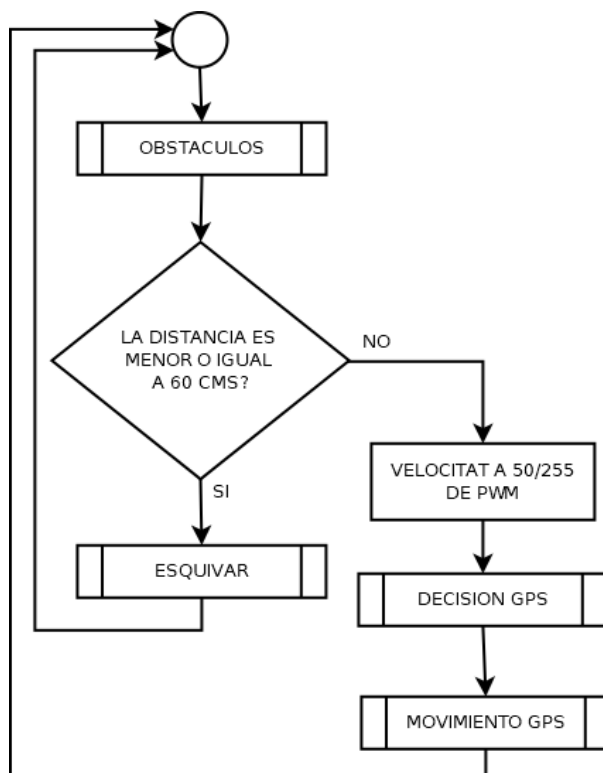 OBSTACULOS
LA DISTANCIA ES
MENOR O IGUAL
A 60 CMS?
NO
SI
VELOCITAT A 50/255
DE PWM
ESQUIVAR
DECISION GPS
MOVIMIENTO GPS